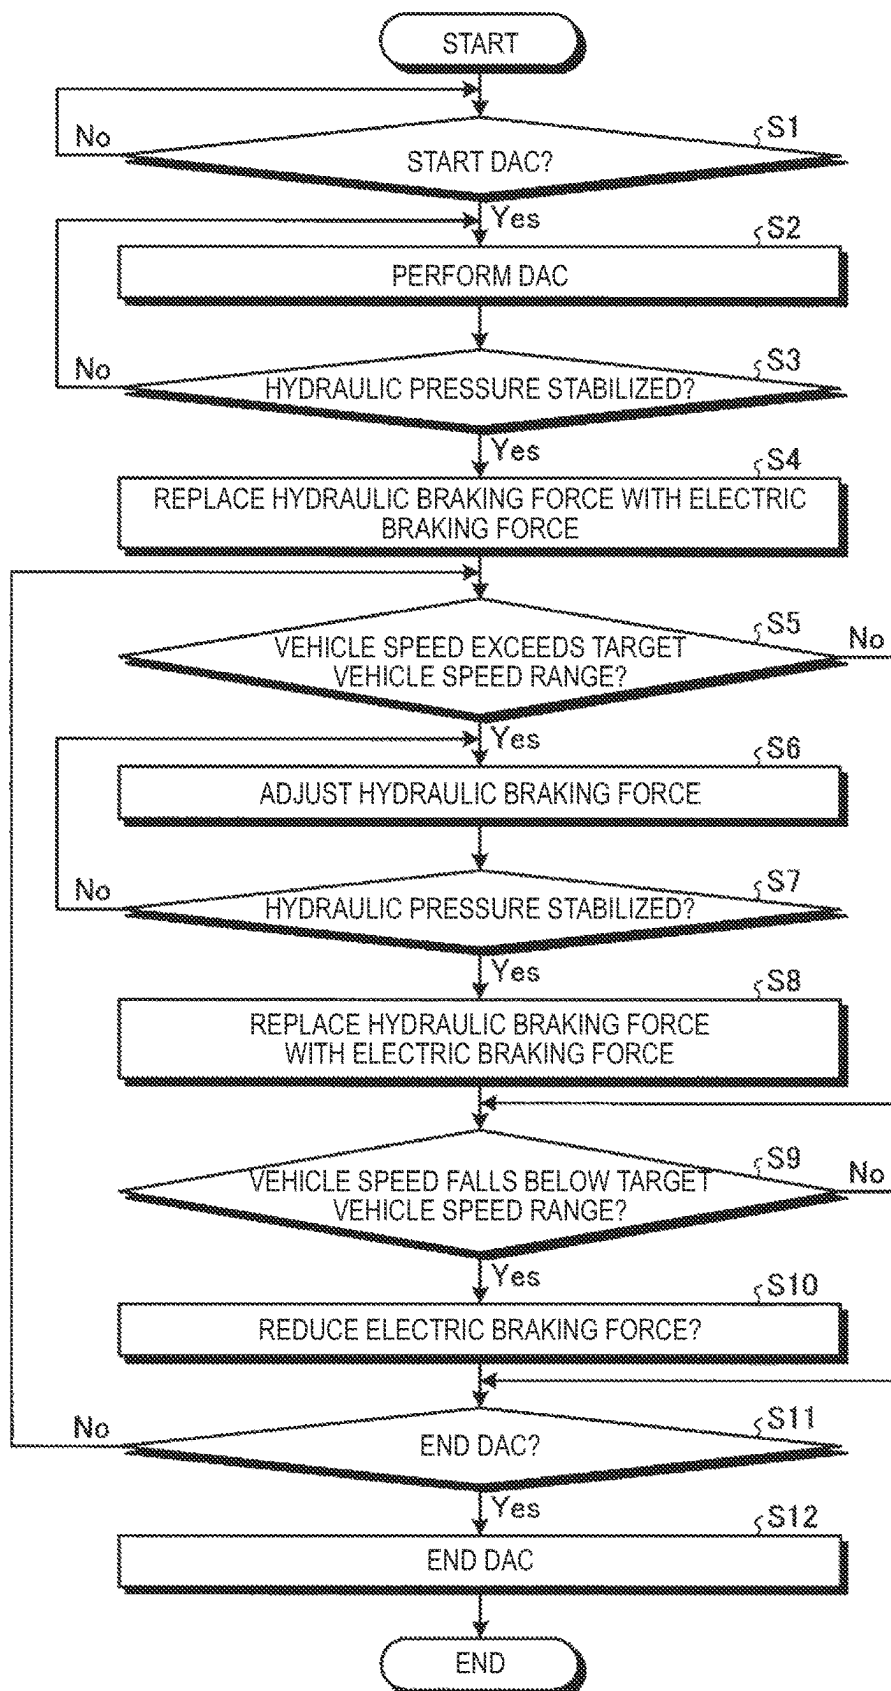 START
S1
No
START DAC?
Yes
S2
PERFORM DAC
S3
No
HYDRAULIC PRESSURE STABILIZED?
Yes
S4
REPLACE HYDRAULIC BRAKING FORCE WITH ELECTRIC
BRAKING FORCE
S5
No
VEHICLE SPEED EXCEEDS TARGET
VEHICLE SPEED RANGE?
Yes
S6
ADJUST HYDRAULIC BRAKING FORCE
S7
No
HYDRAULIC PRESSURE STABILIZED?
Yes
S8
REPLACE HYDRAULIC BRAKING FORCE
WITH ELECTRIC BRAKING FORCE
S9
No
VEHICLE SPEED FALLS BELOW TARGET
VEHICLE SPEED RANGE?
Yes
S10
REDUCE ELECTRIC BRAKING FORCE?
S11
No
END DAC?
Yes
S12
END DAC
END